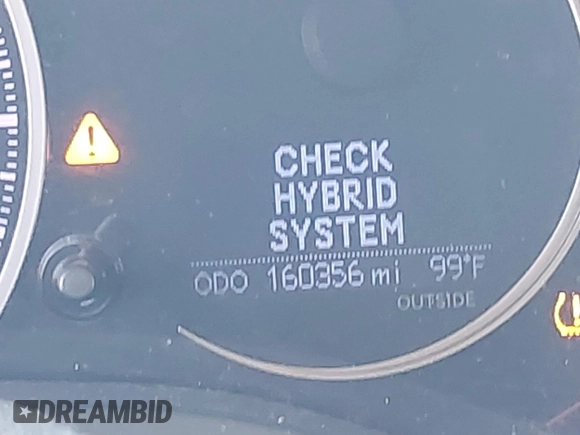 CHECK
HYBRID
SYSTEM
ODO 160356 mi 99°F
OUTSIDE
DREAMBID